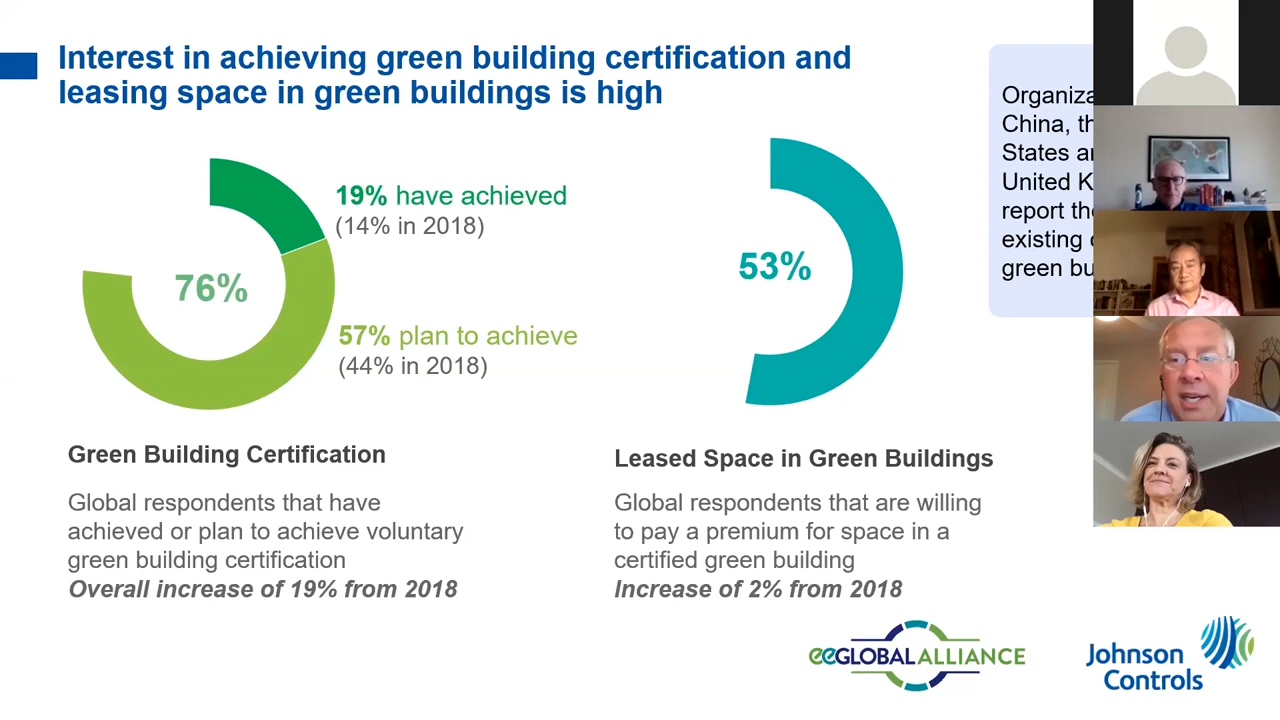 Interest in achieving green building certification and
leasing space in green buildings is high
19% have achieved
(14% in 2018)
76%
57% plan to achieve
(44% in 2018)
53%
Organiza
China, th
States a
United K
report th
existing
green bu
Green Building Certification
Global respondents that have
achieved or plan to achieve voluntary
green building certification
Overall increase of 19% from 2018
Leased Space in Green Buildings
Global respondents that are willing
to pay a premium for space in a
certified green building
Increase of 2% from 2018
eeGLOBALALLIANCE
Johnson
Controls